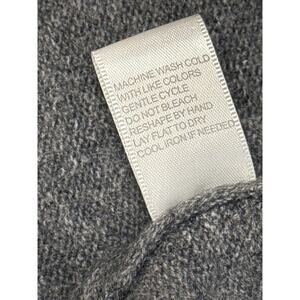 MACHINE WASH COLD
WITH LIKE COLORS
GENTLE CYCLE
DO NOT BLEACH
RESHAPE BY HAND
LAY FLAT TO DRY
COOL IRON IF NEEDED